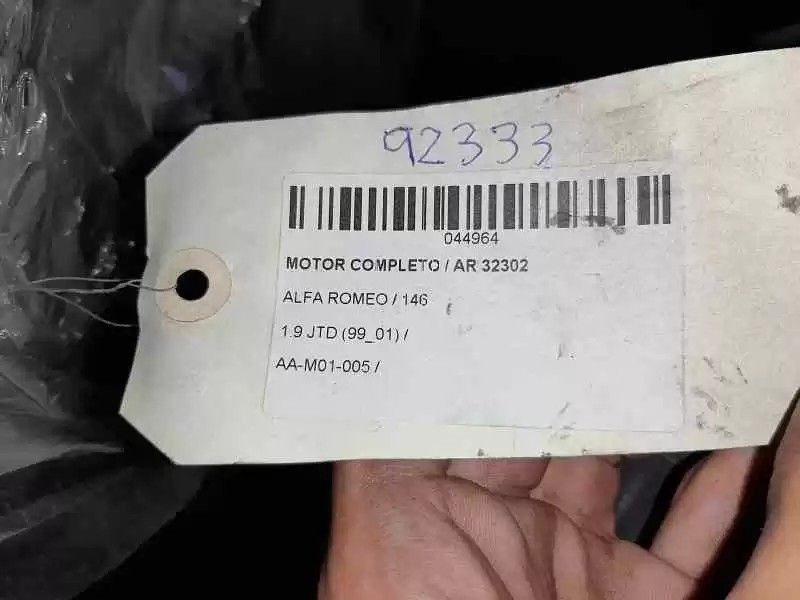 92333
044964
MOTOR COMPLETO / AR 32302
ALFA ROMEO / 146
1.9 JTD (99_01) /
AA-M01-005 /